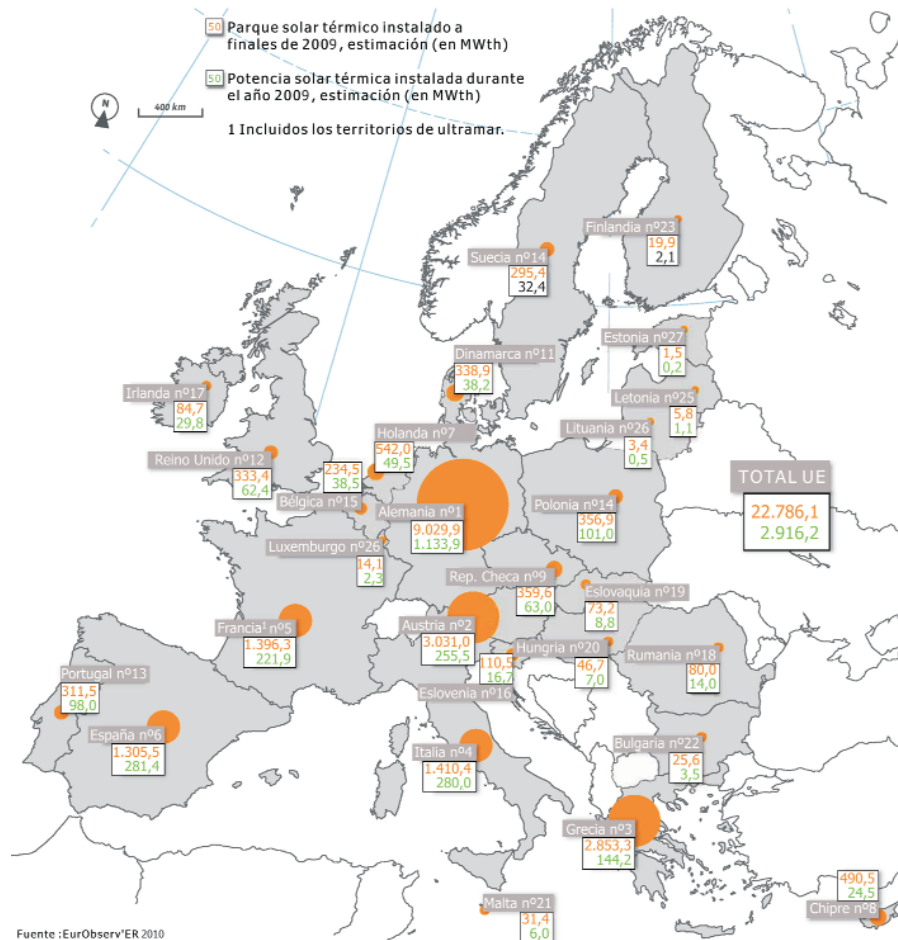 50 Parque solar térmico instalado a
finales de 2009, estimación (en MWth)
50 Potencia solar térmica instalada durante
el año 2009, estimación (en MWth)
N
400 km
1 Incluidos los territorios de ultramar.
Finlandia nº23
19,9
2,1
Suecia nº14
295,4
32,4
Estonia nº27
1,5
0,2
Dinamarca nº11
338,9
38,2
Irlanda nº17
84,7
29,8
Letonia nº25
5,8
1,1
Lituania nº26
3,4
0,5
Holanda nº7
542,0
49,5
Reino Unido nº12
333,4
62,4
234,5
38,5
Bélgica nº15
TOTAL UE
22.786,1
2.916,2
Alemania nº1
9.029,9
1.133,9
Polonia nº14
356,9
101,0
Luxemburgo nº26
14,1
2,3
Rep. Checa nº9
359,6
63,0
Eslovaquia nº19
73,2
8,8
Francia¹ nº5
1.396,3
221,9
Austria nº2
3.031,0
255,5
Hungria nº20
46,7
7,0
Rumania nº18
80,0
14,0
110,5
16,7
Eslovenia nº16
Portugal nº13
311,5
98,0
España nº6
1.305,5
281,4
Italia nº4
1.410,4
280,0
Bulgaria nº22
25,6
3,5
Grecia nº3
2.853,3
144,2
490,5
24,5
Chipre nº8
Malta nº21
31,4
6,0
Fuente :EurObserv'ER 2010